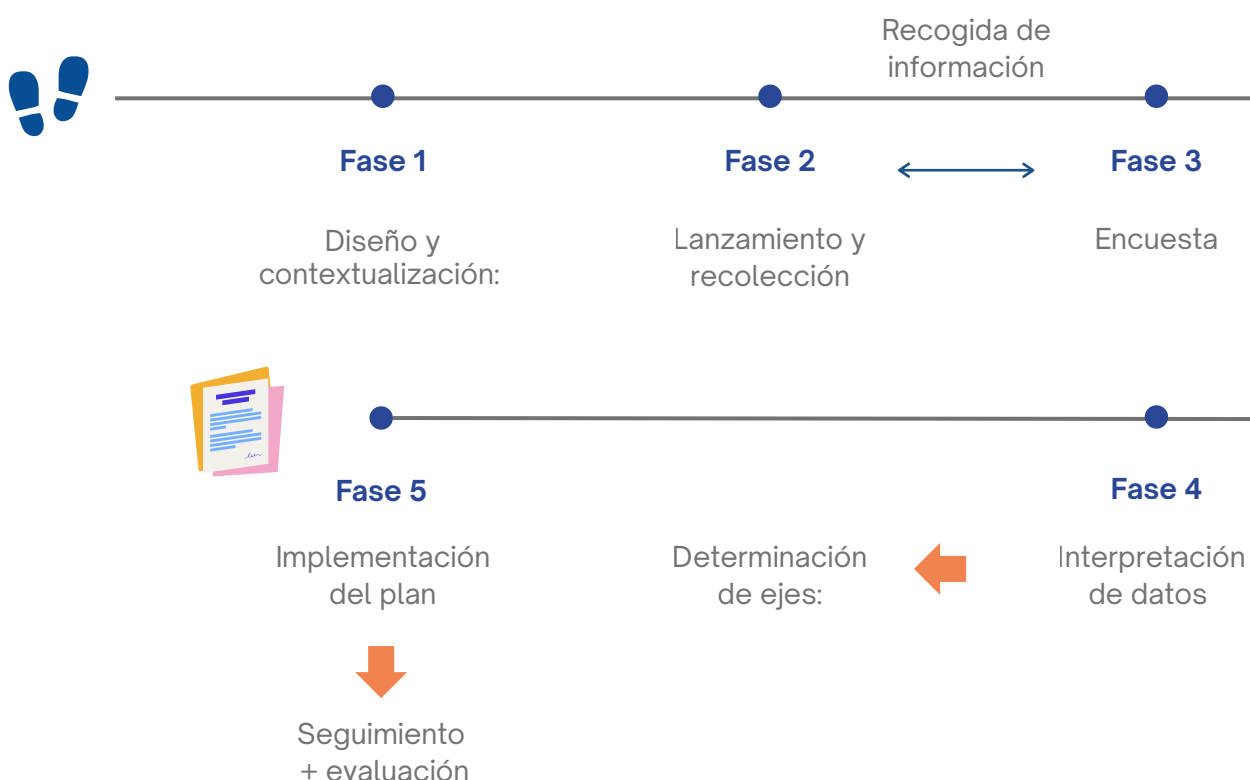 Recogida de
información
Fase 1
Fase 2
Fase 3
Diseño y
contextualización:
Lanzamiento y
recolección
Encuesta
Fase 5
Fase 4
Implementación
del plan
Determinación
de ejes:
Interpretación
de datos
Seguimiento
+ evaluación